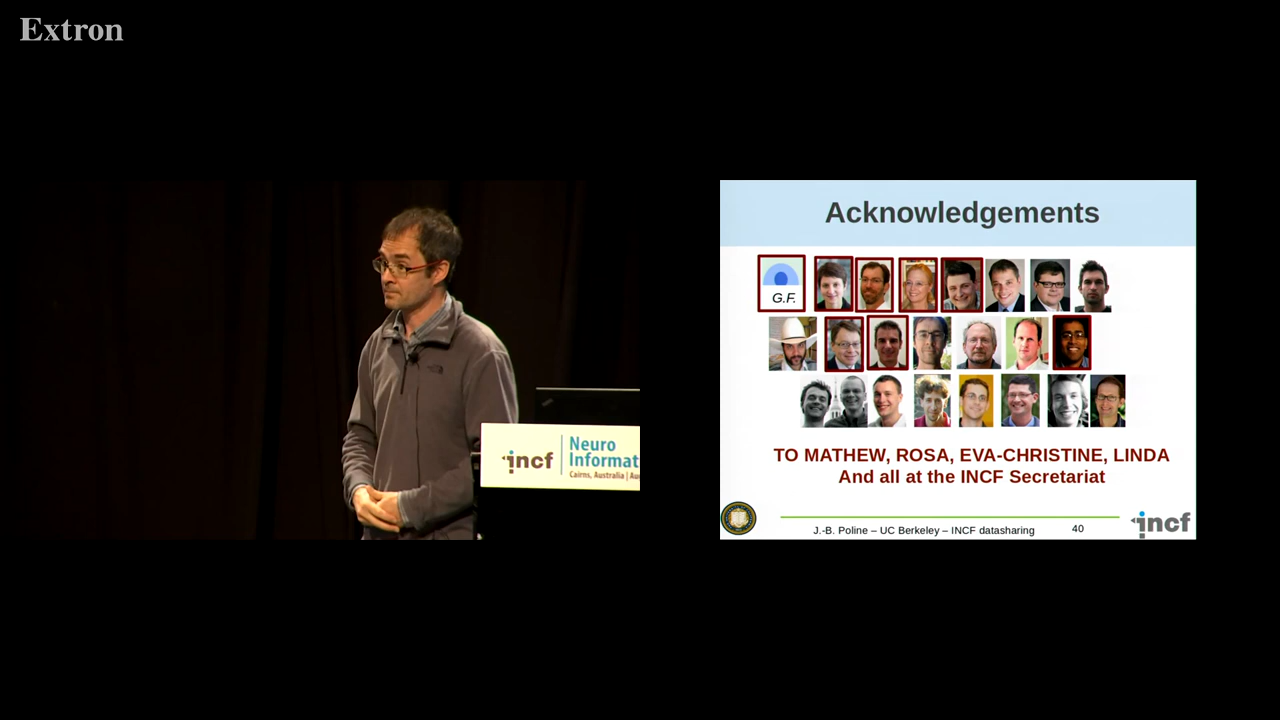 Extron
incf
Neuro
Informat
Cairns, Australia | Au
Acknowledgements
G.F.
TO MATHEW, ROSA, EVA-CHRISTINE, LINDA
And all at the INCF Secretariat
J.-B. Poline – UC Berkeley – INCF datasharing
40
incf